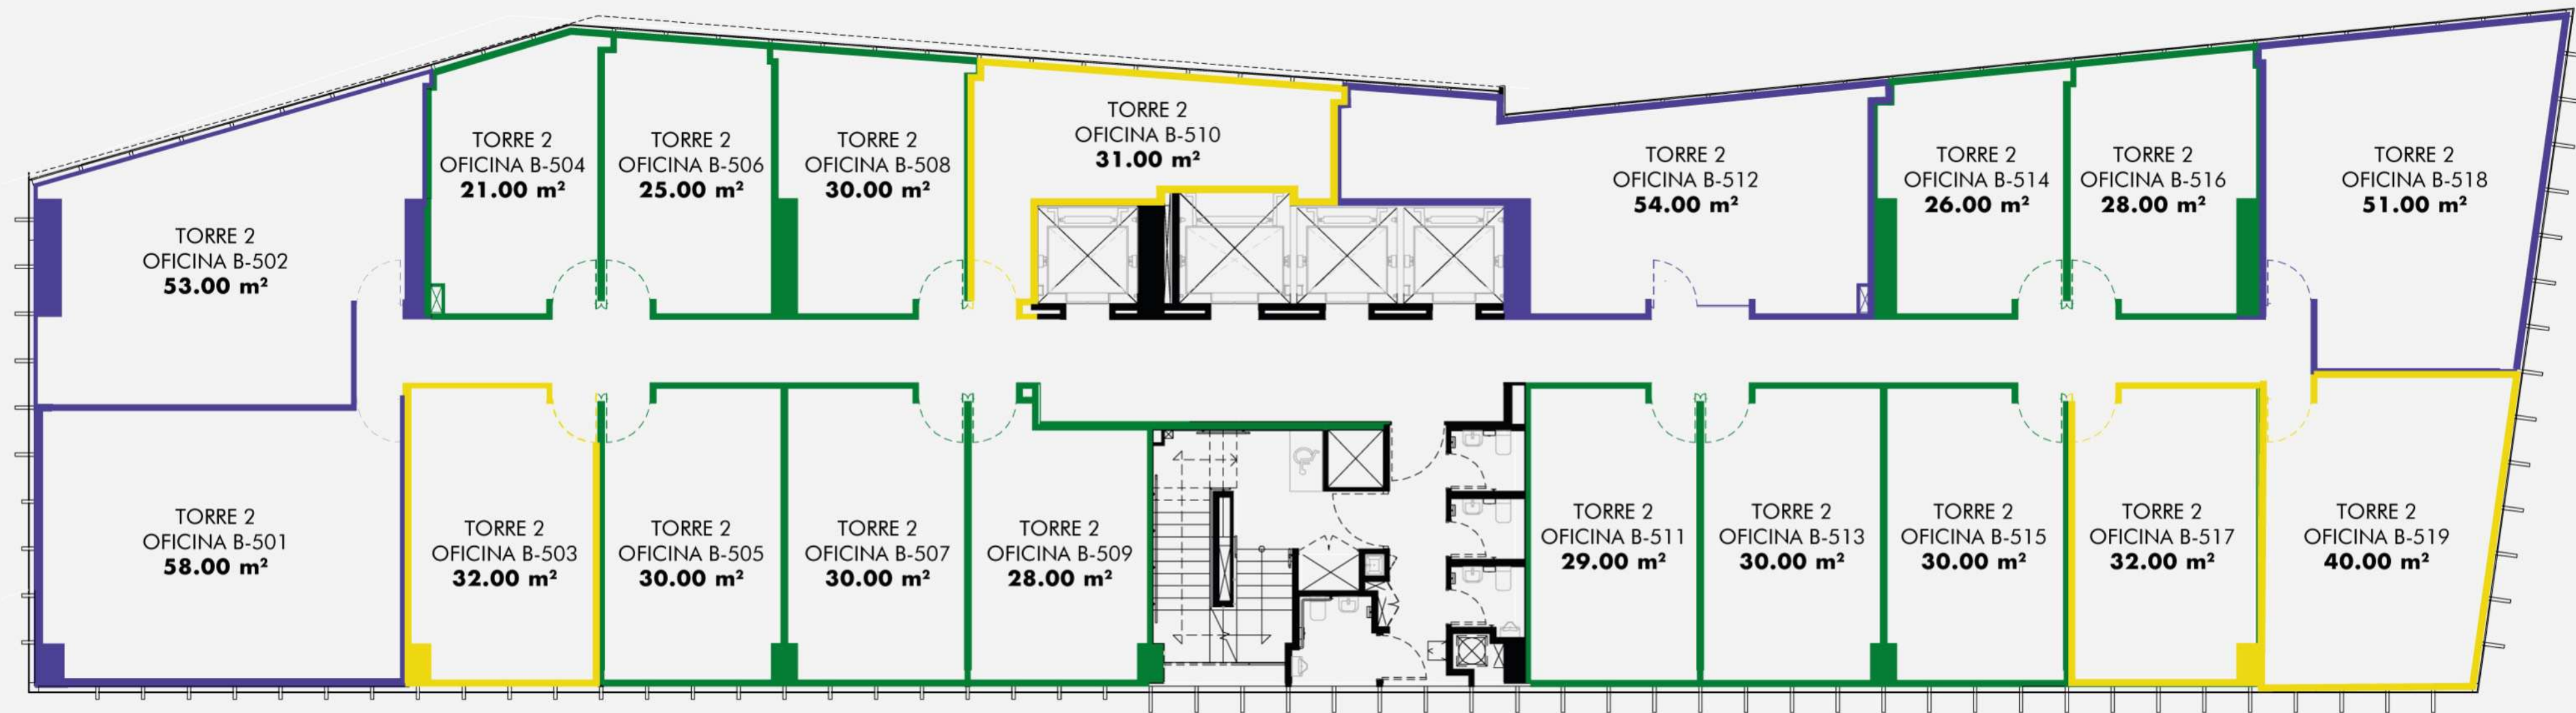 TORRE 2
OFICINA B-502
53.00 m²
TORRE 2
OFICINA B-504
21.00 m²
TORRE 2
OFICINA B-506
25.00 m²
TORRE 2
OFICINA B-508
30.00 m²
TORRE 2
OFICINA B-510
31.00 m²
TORRE 2
OFICINA B-512
54.00 m²
TORRE 2
OFICINA B-514
26.00 m²
TORRE 2
OFICINA B-516
28.00 m²
TORRE 2
OFICINA B-518
51.00 m²
TORRE 2
OFICINA B-501
58.00 m²
TORRE 2
OFICINA B-503
32.00 m²
TORRE 2
OFICINA B-505
30.00 m²
TORRE 2
OFICINA B-507
30.00 m²
TORRE 2
OFICINA B-509
28.00 m²
TORRE 2
OFICINA B-511
29.00 m²
TORRE 2
OFICINA B-513
30.00 m²
TORRE 2
OFICINA B-515
30.00 m²
TORRE 2
OFICINA B-517
32.00 m²
TORRE 2
OFICINA B-519
40.00 m²